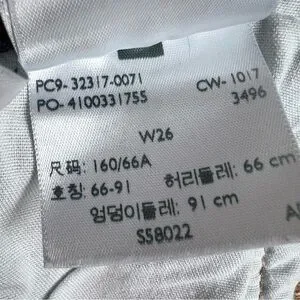 PC9-32317-0071 CW-1017
PO-4100331755 3496
W26
尺码: 160/66A
호칭: 66-91 허리둘레: 66 cm
엉덩이둘레: 91 cm
S58022